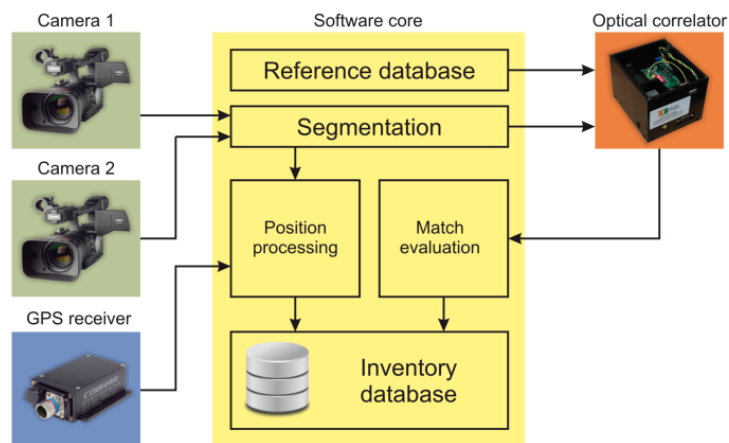 Camera 1
Software core
Optical correlator
Reference database
Segmentation
Camera 2
Position
processing
Match
evaluation
GPS receiver
Inventory
database
COBHAM